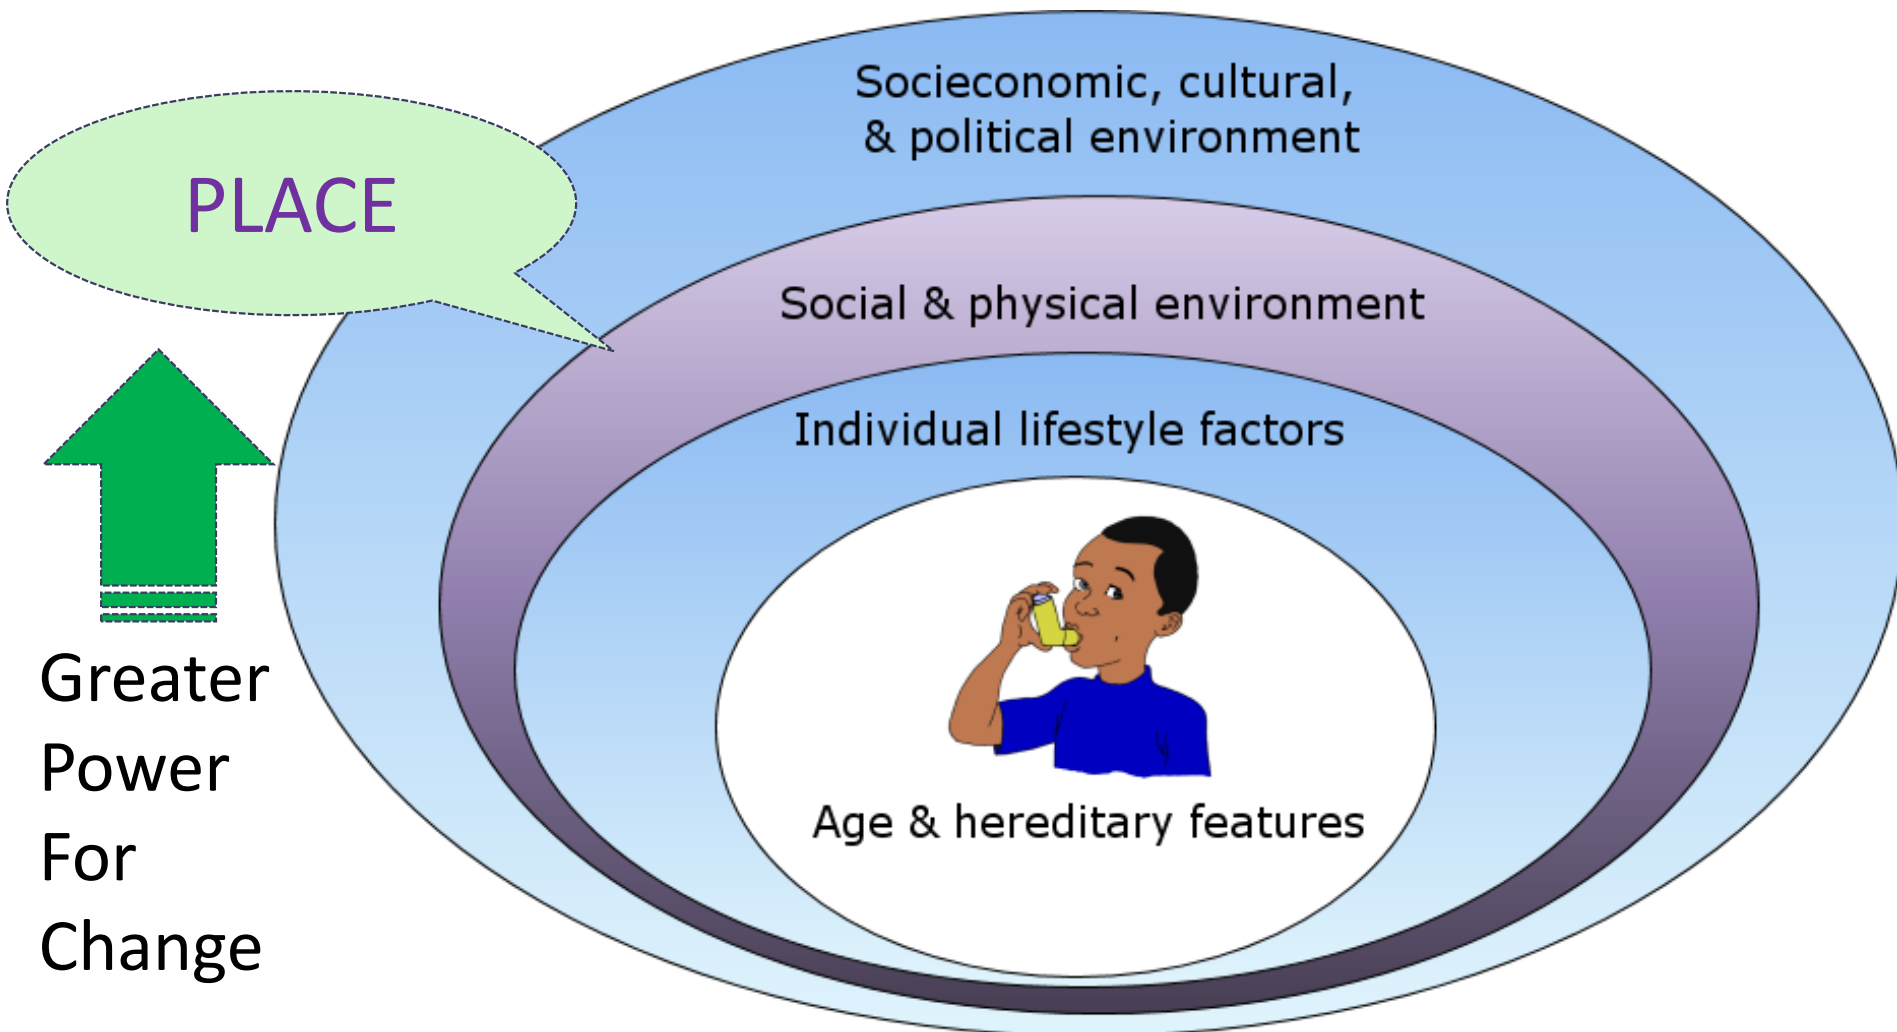 Socieconomic, cultural,
& political environment
PLACE
Social & physical environment
Individual lifestyle factors
Age & hereditary features
Greater
Power
For
Change